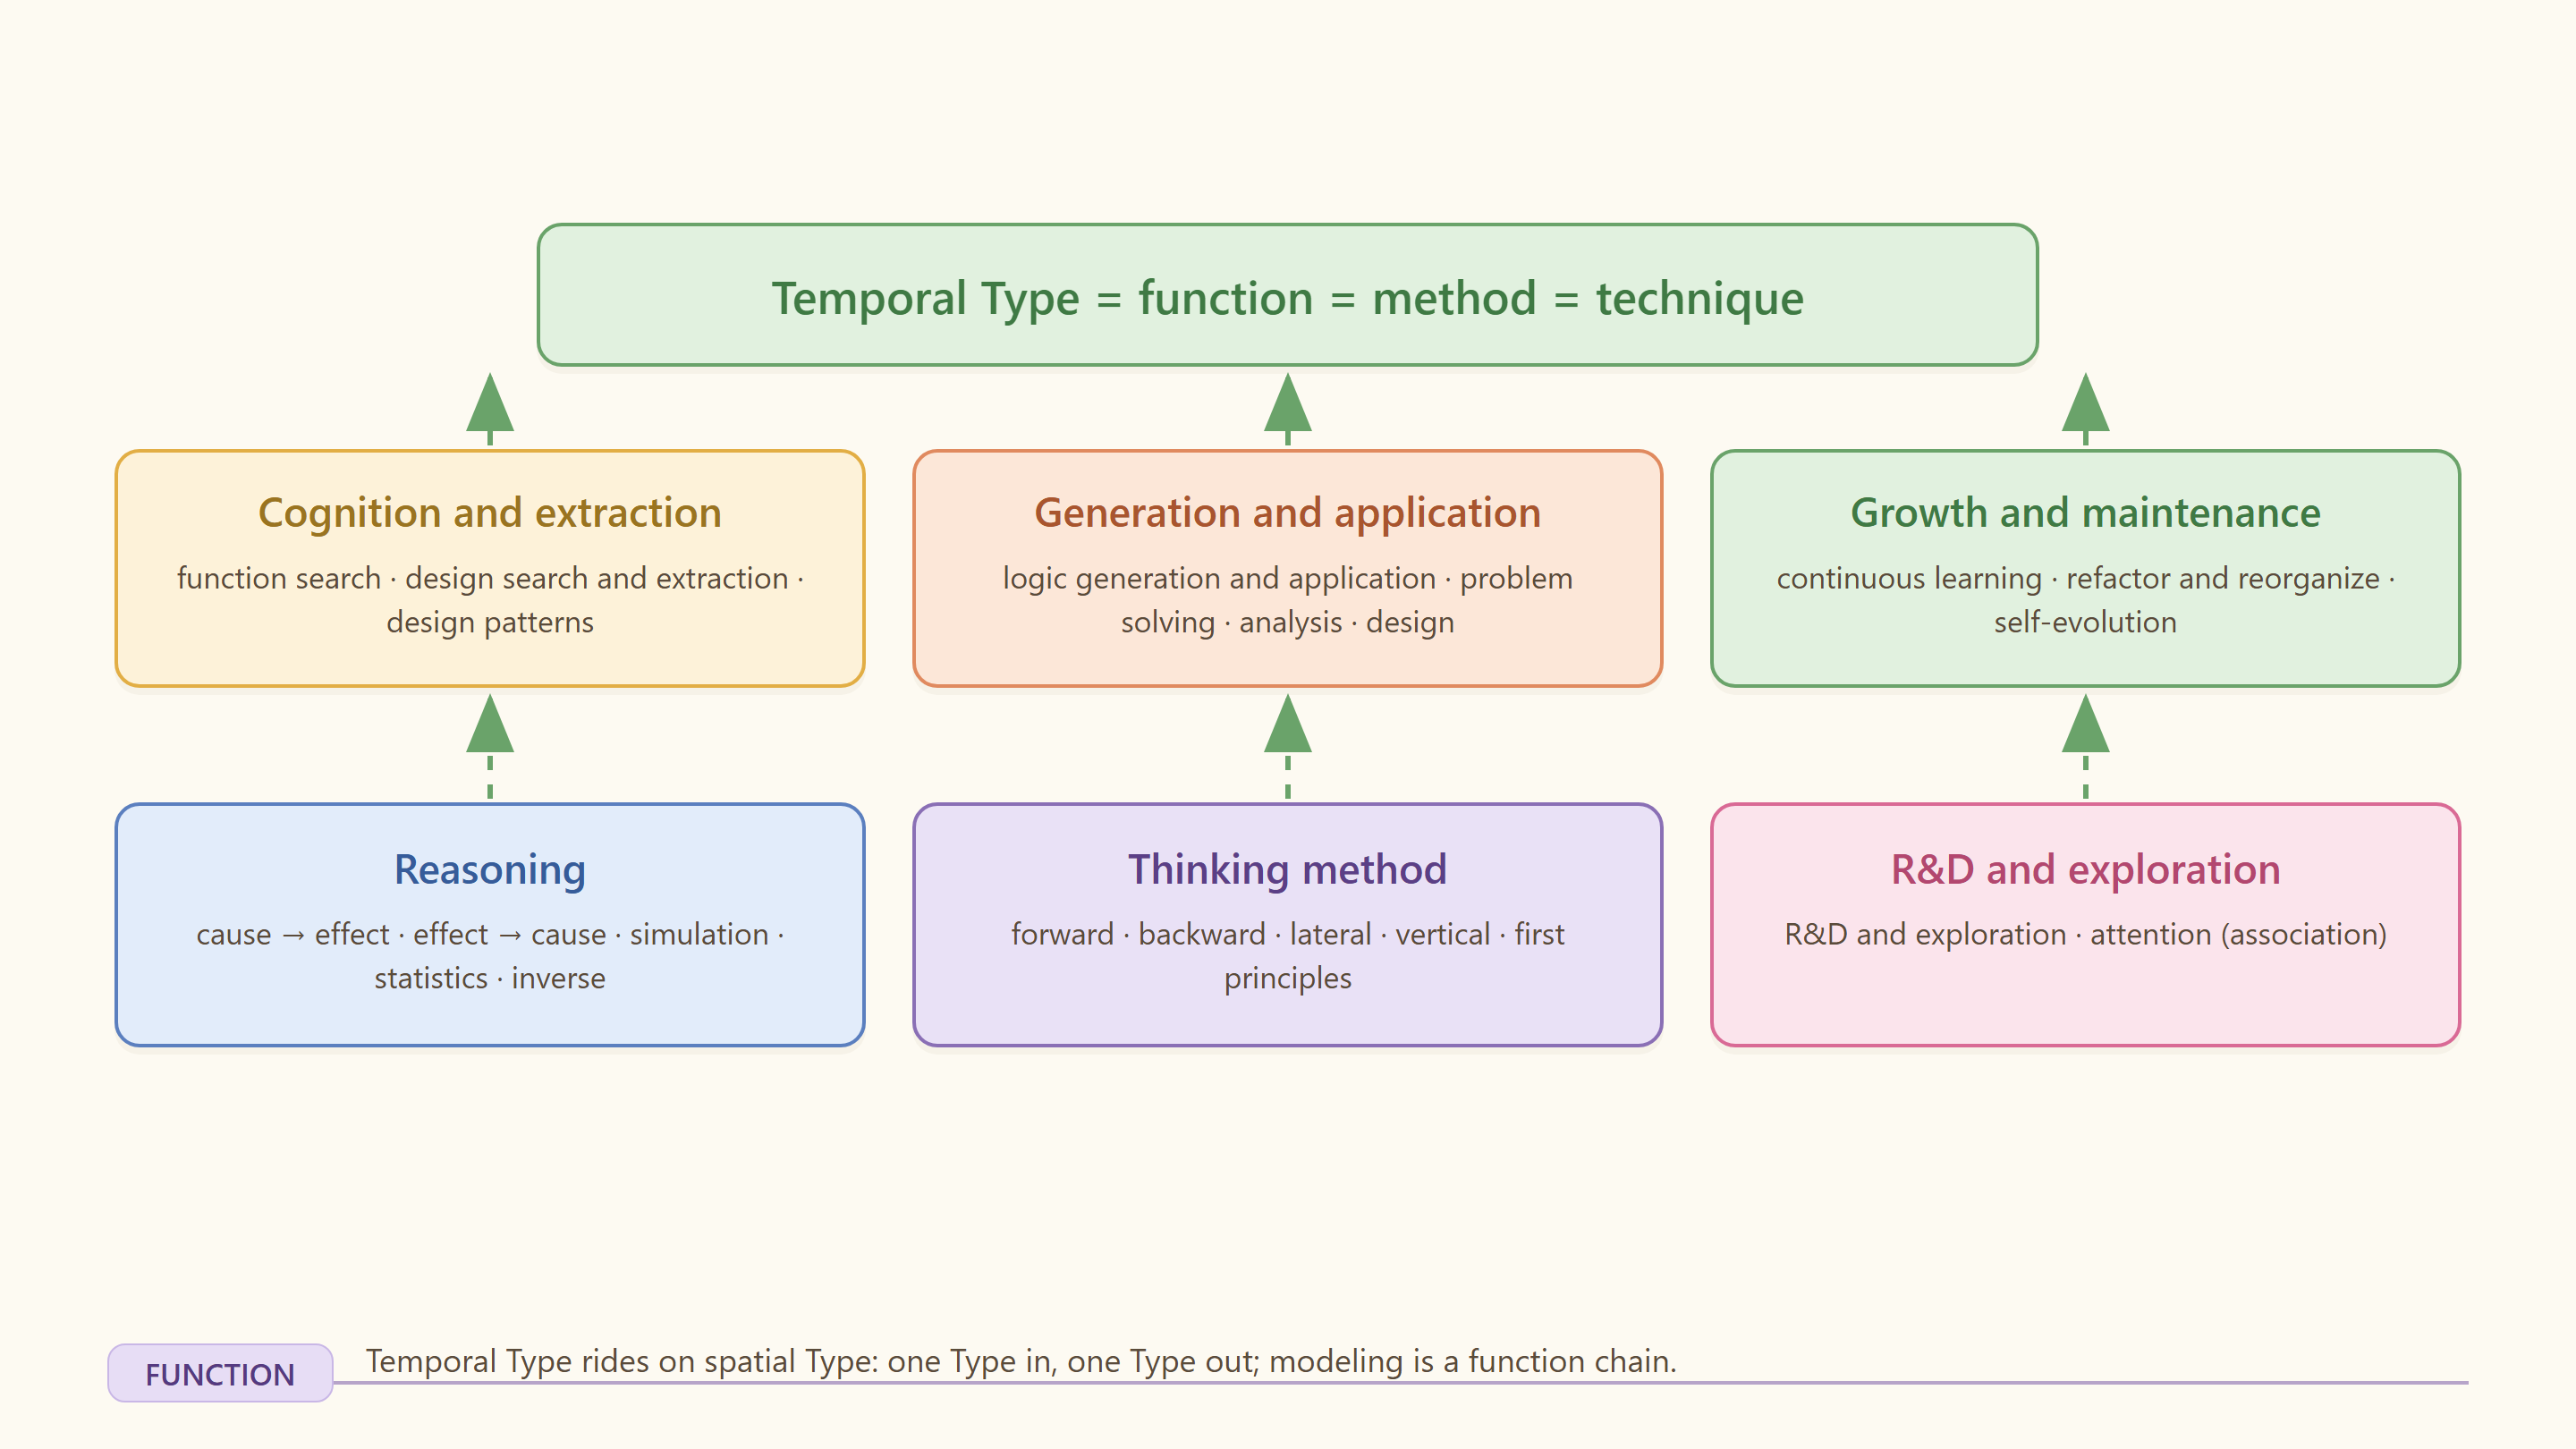 Temporal Type = function = method = technique
Cognition and extraction
function search · design search and extraction ·
design patterns
Generation and application
logic generation and application · problem
solving · analysis · design
Growth and maintenance
continuous learning · refactor and reorganize ·
self-evolution
Reasoning
cause → effect · effect → cause · simulation ·
statistics · inverse
Thinking method
forward · backward · lateral · vertical · first
principles
R&D and exploration
R&D and exploration · attention (association)
FUNCTION
Temporal Type rides on spatial Type: one Type in, one Type out; modeling is a function chain.